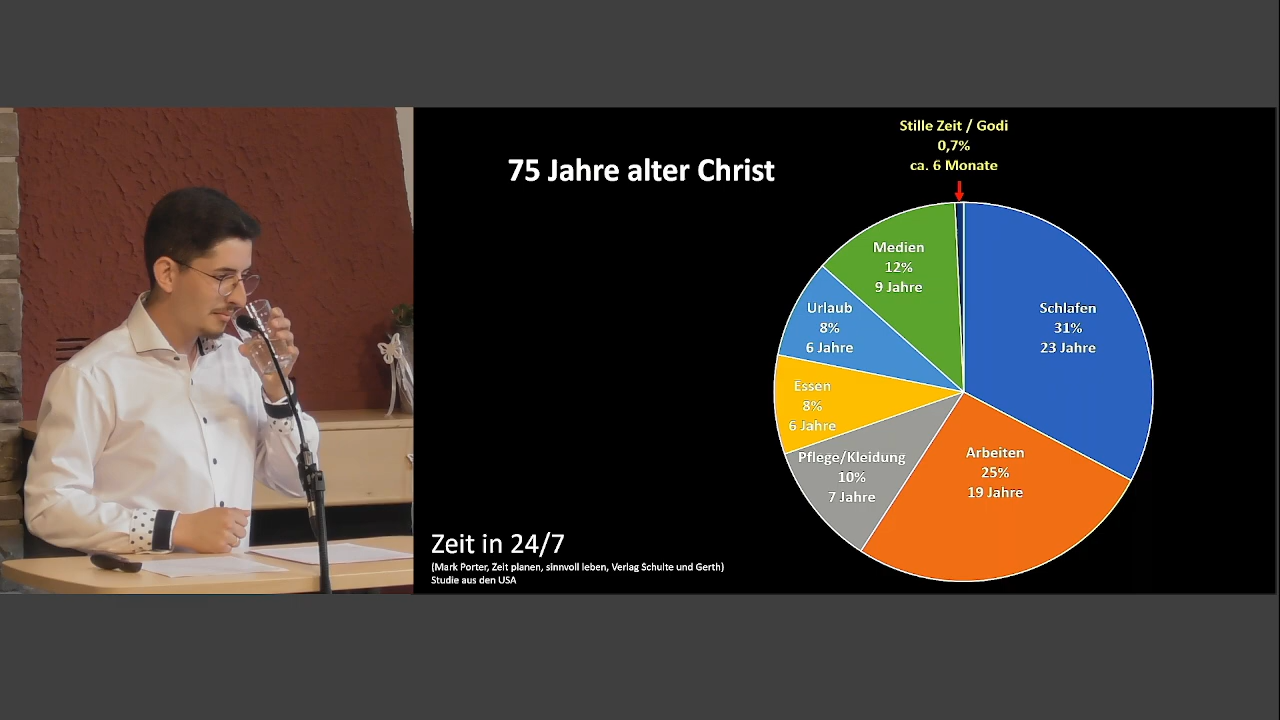 75 Jahre alter Christ
Stille Zeit / Godi
0,7%
ca. 6 Monate
Schlafen
31%
23 Jahre
Arbeiten
25%
19 Jahre
Pflege/Kleidung
10%
7 Jahre
Essen
8%
6 Jahre
Urlaub
8%
6 Jahre
Medien
12%
9 Jahre
Zeit in 24/7
(Mark Porter, Zeit planen, sinnvoll leben, Verlag Schulte und Gerth)
Studie aus den USA